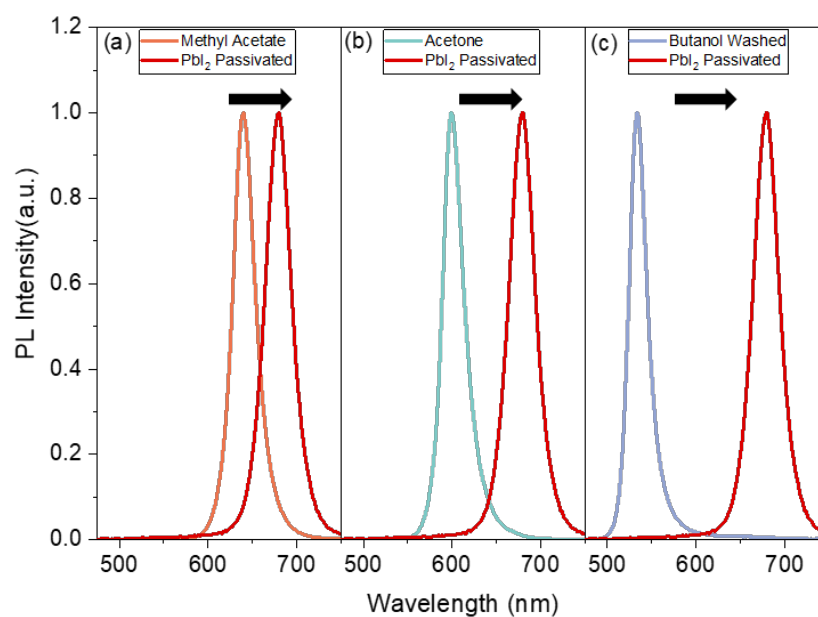 PL Intensity(a.u.)
1.2
1.0
0.8
0.6
0.4
0.2
0.0
(a)
Methyl Acetate
PbI₂ Passivated
(b)
Acetone
PbI₂ Passivated
(c)
Butanol Washed
PbI₂ Passivated
500 600 700 500 600 700 500 600 700
Wavelength (nm)